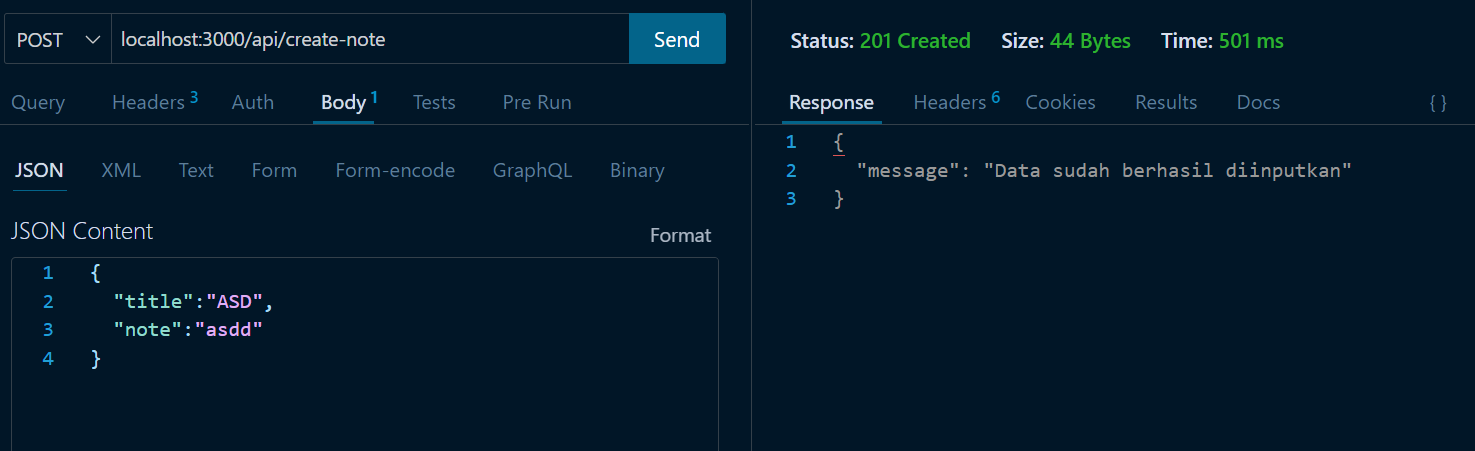 POST localhost:3000/api/create-note Send
Query Headers 3 Auth Body 1 Tests Pre Run
JSON XML Text Form Form-encode GraphQL Binary
JSON Content Format
1 {
2 "title":"ASD",
3 "note":"asdd"
4 }
Status: 201 Created Size: 44 Bytes Time: 501 ms
Response Headers 6 Cookies Results Docs { }
1 {
2 "message": "Data sudah berhasil diinputkan"
3 }